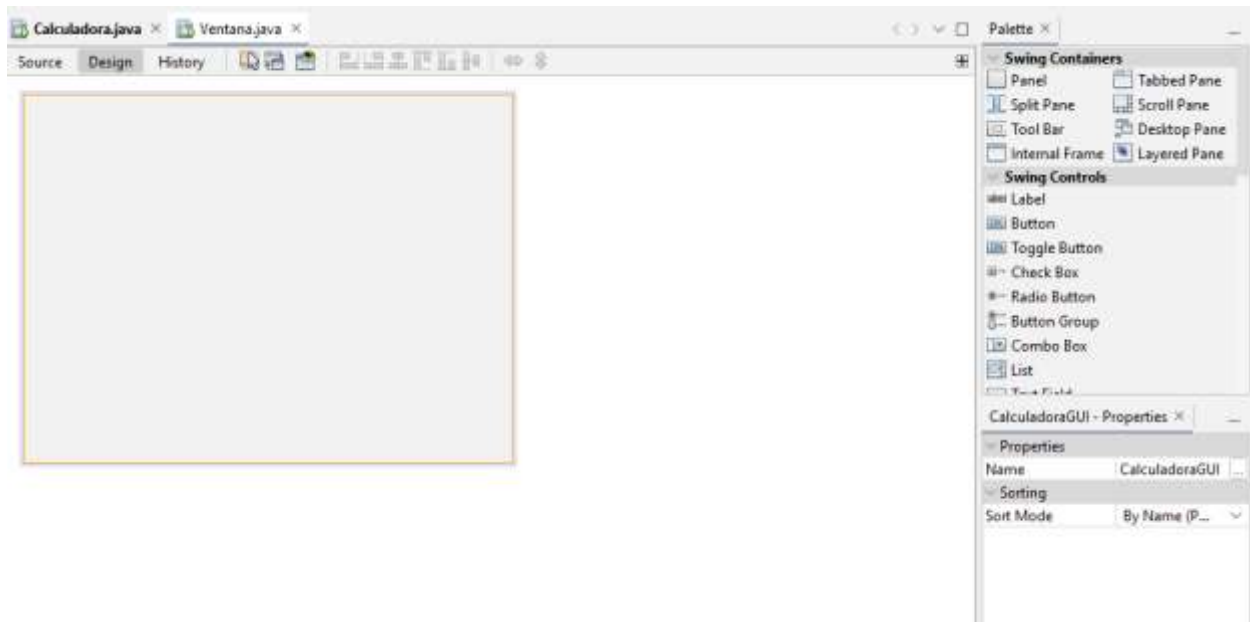 Calculadora.java
Ventana.java
Source Design History
Palette
Swing Containers
Panel Tabbed Pane
Split Pane Scroll Pane
Tool Bar Desktop Pane
Internal Frame Layered Pane
Swing Controls
Label
Button
Toggle Button
Check Box
Radio Button
Button Group
Combo Box
List
Text Field
CalculadoraGUI - Properties
Properties
Name CalculadoraGUI ...
Sorting
Sort Mode By Name (P...